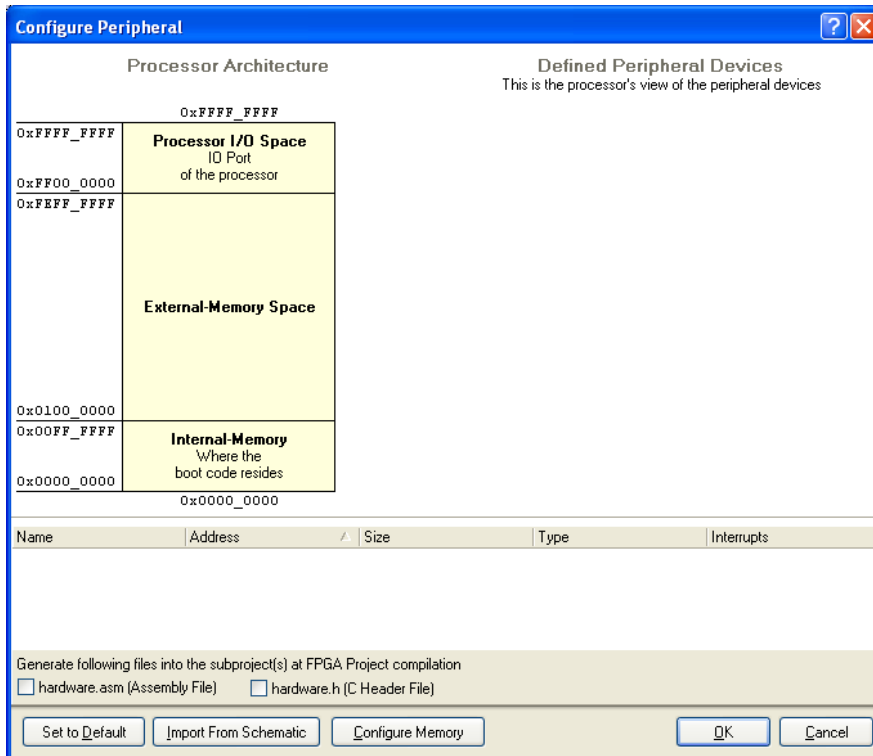 Configure Peripheral
Processor Architecture
Defined Peripheral Devices
This is the processor's view of the peripheral devices
0xFFFF_FFFF
0xFFFF_FFFF
Processor I/O Space
IO Port
of the processor
0xFF00_0000
0xFEFF_FFFF
External-Memory Space
0x0100_0000
0x00FF_FFFF
Internal-Memory
Where the
boot code resides
0x0000_0000
0x0000_0000
Name Address Size Type Interrupts
Generate following files into the subproject(s) at FPGA Project compilation
hardware.asm (Assembly File) hardware.h (C Header File)
Set to Default Import From Schematic Configure Memory OK Cancel